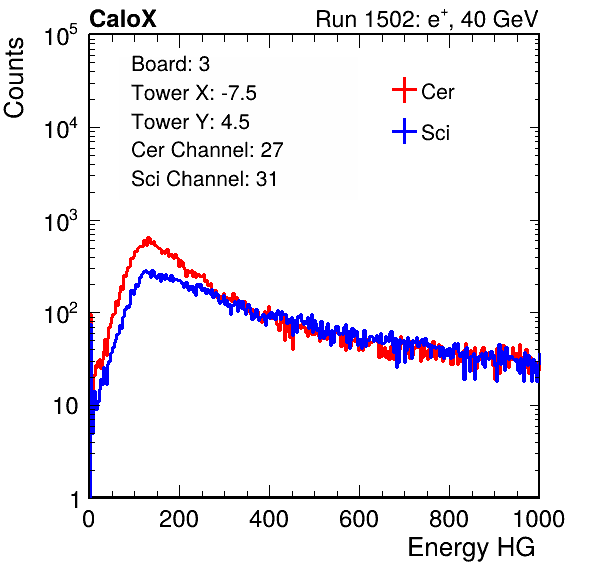 CaloX Run 1502: e⁺, 40 GeV
Counts
Board: 3
Tower X: -7.5
Tower Y: 4.5
Cer Channel: 27
Sci Channel: 31
Cer
Sci
10⁵
10⁴
10³
10²
10
1
0 200 400 600 800 1000
Energy HG